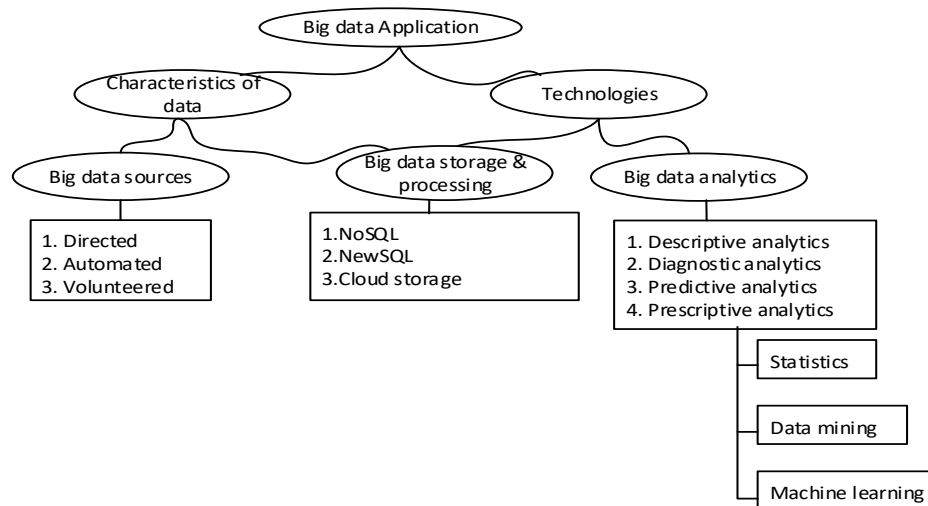 Big data Application
Characteristics of
data
Technologies
Big data sources
Big data storage &
processing
Big data analytics
1. Directed
2. Automated
3. Volunteered
1.NoSQL
2.NewSQL
3.Cloud storage
1. Descriptive analytics
2. Diagnostic analytics
3. Predictive analytics
4. Prescriptive analytics
Statistics
Data mining
Machine learning